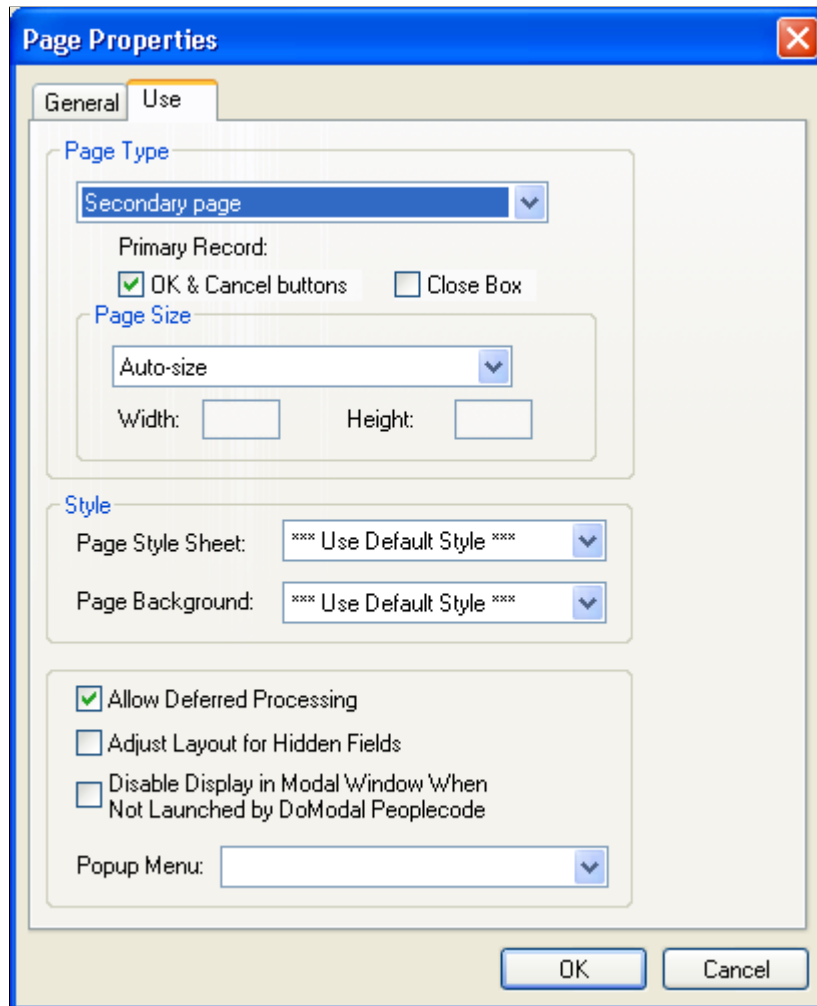 Page Properties
General Use
Page Type
Secondary page
Primary Record:
OK & Cancel buttons Close Box
Page Size
Auto-size
Width: Height:
Style
Page Style Sheet: *** Use Default Style ***
Page Background: *** Use Default Style ***
Allow Deferred Processing
Adjust Layout for Hidden Fields
Disable Display in Modal Window When
Not Launched by DoModal Peoplecode
Popup Menu:
OK Cancel